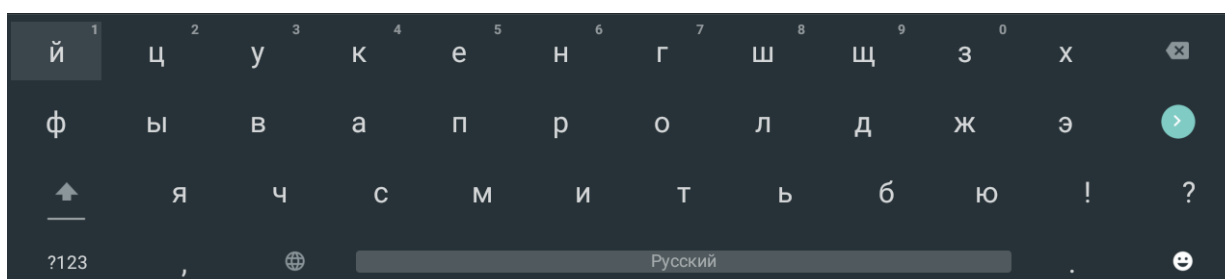 1 2 3 4 5 6 7 8 9 0
й ц у к е н г ш щ з х
ф ы в а п р о л д ж э
я ч с м и т ь б ю ! ?
?123 , Русский .